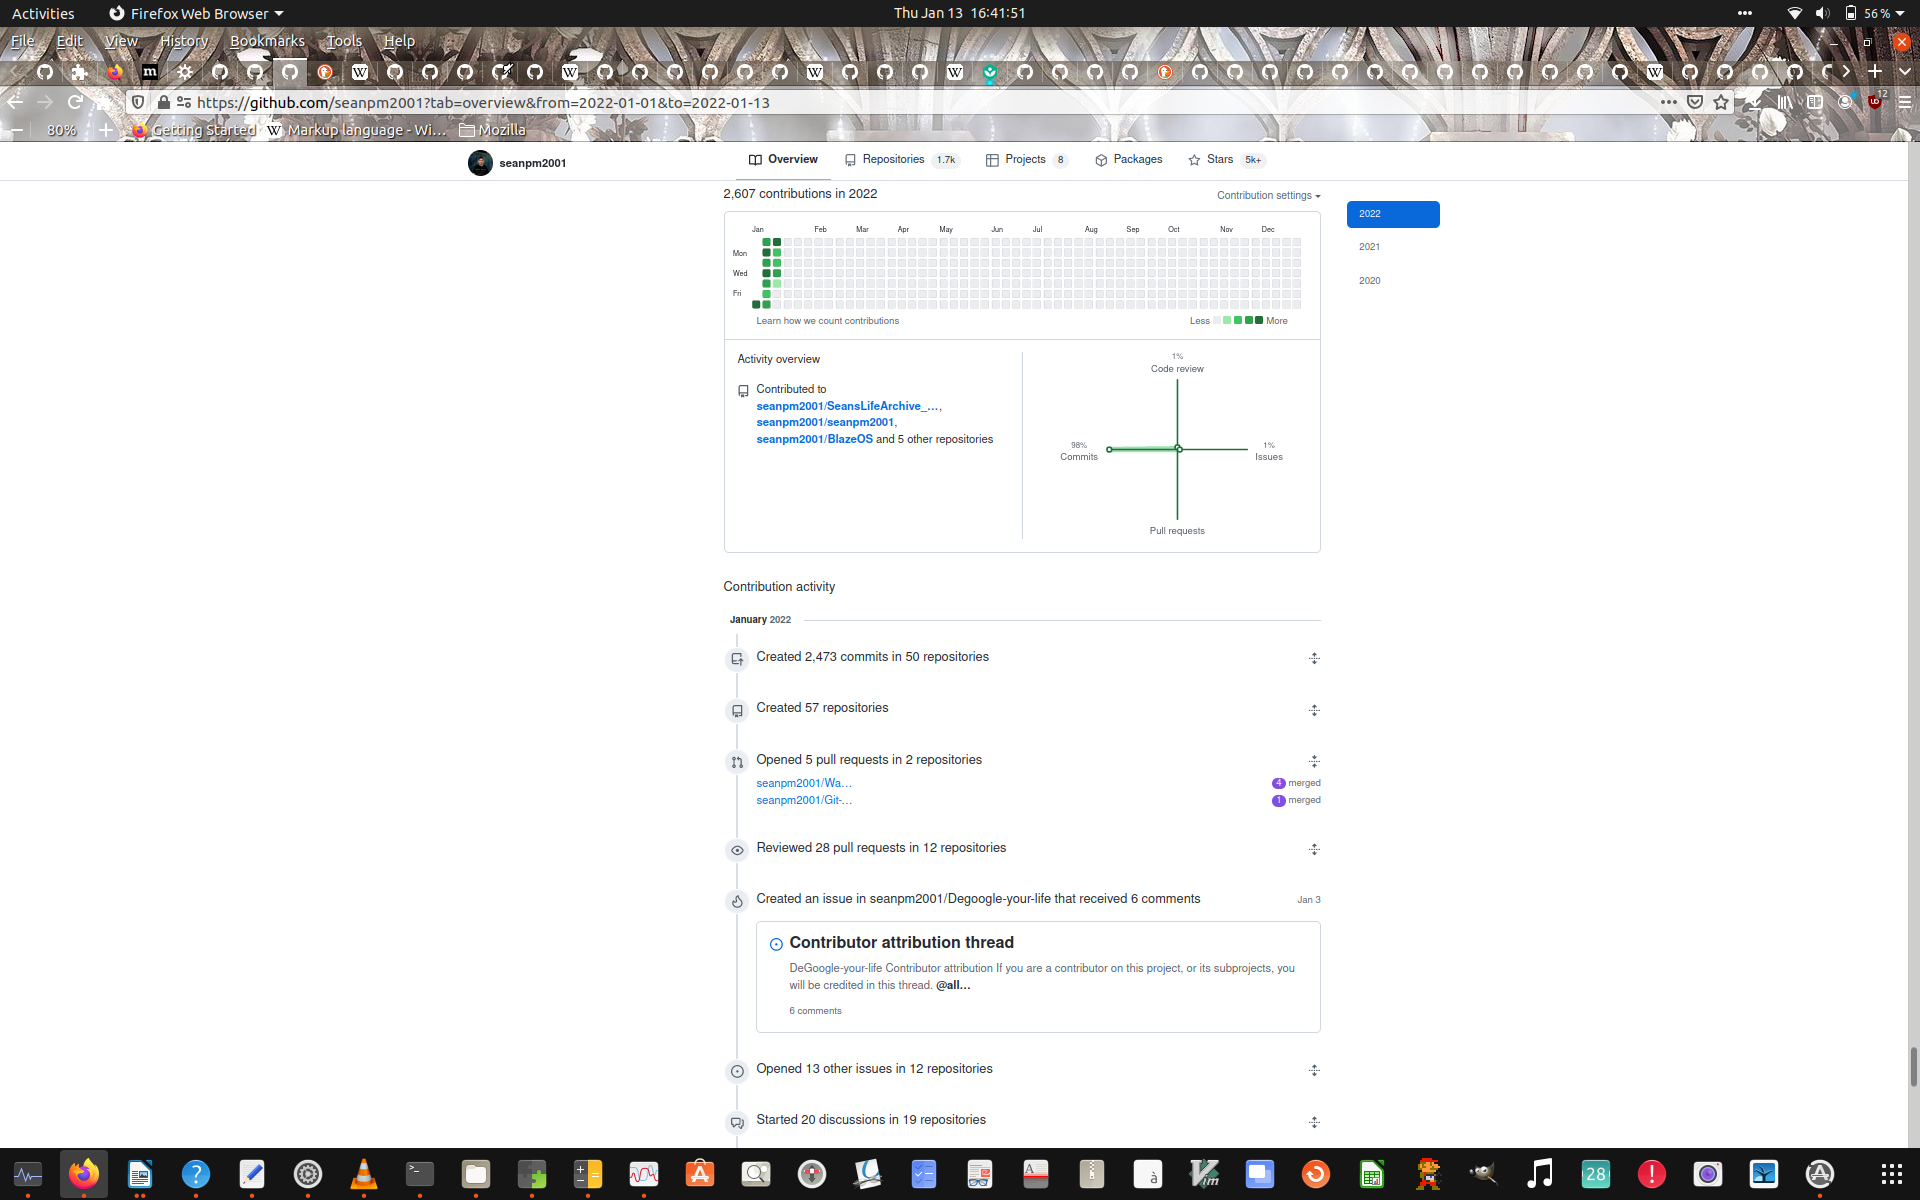 Activities
Firefox Web Browser
Thu Jan 13 16:41:51
56 %
File Edit View History Bookmarks Tools Help
https://github.com/seanpm2001?tab=overview&from=2022-01-01&to=2022-01-13
12
80%
Getting Started
Markup language - Wi…
Mozilla
seanpm2001
Overview
Repositories 1.7k
Projects 8
Packages
Stars 5k+
2,607 contributions in 2022
Contribution settings
2022
2021
2020
Jan Feb Mar Apr May Jun Jul Aug Sep Oct Nov Dec
Mon
Wed
Fri
Learn how we count contributions
Less
More
Activity overview
Contributed to
seanpm2001/SeansLifeArchive_…,
seanpm2001/seanpm2001,
seanpm2001/BlazeOS and 5 other repositories
1%
Code review
98%
Commits
1%
Issues
Pull requests
Contribution activity
January 2022
Created 2,473 commits in 50 repositories
Created 57 repositories
Opened 5 pull requests in 2 repositories
seanpm2001/Wa…
4 merged
seanpm2001/Git-…
1 merged
Reviewed 28 pull requests in 12 repositories
Created an issue in seanpm2001/Degoogle-your-life that received 6 comments
Jan 3
Contributor attribution thread
DeGoogle-your-life Contributor attribution If you are a contributor on this project, or its subprojects, you
will be credited in this thread. @all…
6 comments
Opened 13 other issues in 12 repositories
Started 20 discussions in 19 repositories
28